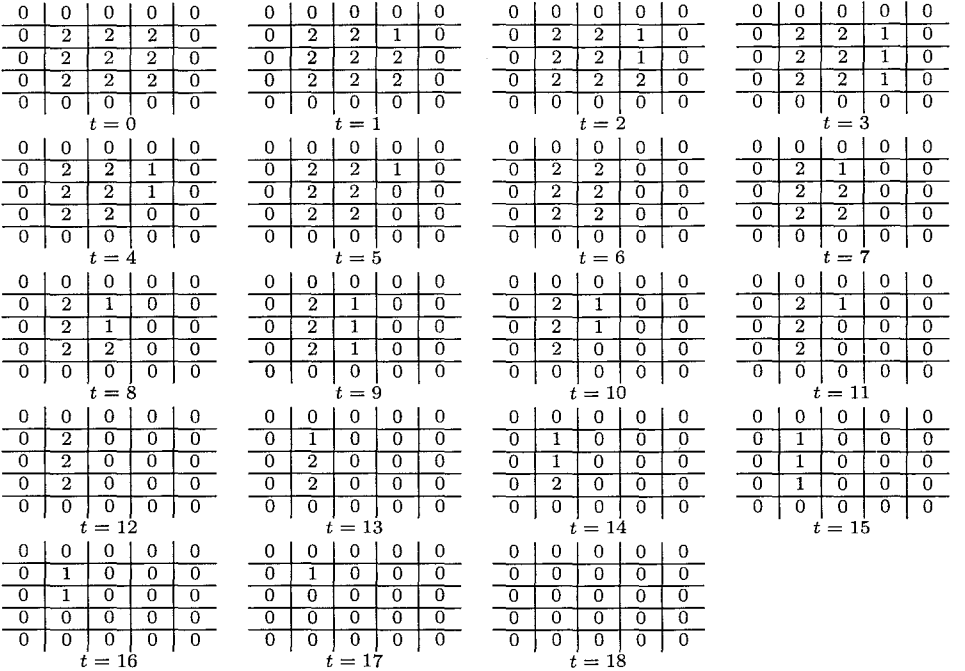 0 0 0 0 0 0 0 0 0 0 0 0 0 0 0 0 0 0 0 0
0 2 2 2 0 0 2 2 1 0 0 2 2 1 0 0 2 2 1 0
0 2 2 2 0 0 2 2 2 0 0 2 2 1 0 0 2 2 1 0
0 2 2 2 0 0 2 2 2 0 0 2 2 2 0 0 2 2 1 0
0 0 0 0 0 0 0 0 0 0 0 0 0 0 0 0 0 0 0 0
t = 0 t = 1 t = 2 t = 3
0 0 0 0 0 0 0 0 0 0 0 0 0 0 0 0 0 0 0 0
0 2 2 1 0 0 2 2 1 0 0 2 2 0 0 0 2 1 0 0
0 2 2 1 0 0 2 2 0 0 0 2 2 0 0 0 2 2 0 0
0 2 2 0 0 0 2 2 0 0 0 2 2 0 0 0 2 2 0 0
0 0 0 0 0 0 0 0 0 0 0 0 0 0 0 0 0 0 0 0
t = 4 t = 5 t = 6 t = 7
0 0 0 0 0 0 0 0 0 0 0 0 0 0 0 0 0 0 0 0
0 2 1 0 0 0 2 1 0 0 0 2 1 0 0 0 2 1 0 0
0 2 1 0 0 0 2 1 0 0 0 2 1 0 0 0 2 0 0 0
0 2 2 0 0 0 2 1 0 0 0 2 0 0 0 0 2 0 0 0
0 0 0 0 0 0 0 0 0 0 0 0 0 0 0 0 0 0 0 0
t = 8 t = 9 t = 10 t = 11
0 0 0 0 0 0 0 0 0 0 0 0 0 0 0 0 0 0 0 0
0 2 0 0 0 0 1 0 0 0 0 1 0 0 0 0 1 0 0 0
0 2 0 0 0 0 2 0 0 0 0 1 0 0 0 0 1 0 0 0
0 2 0 0 0 0 2 0 0 0 0 2 0 0 0 0 1 0 0 0
0 0 0 0 0 0 0 0 0 0 0 0 0 0 0 0 0 0 0 0
t = 12 t = 13 t = 14 t = 15
0 0 0 0 0 0 0 0 0 0 0 0 0 0 0
0 1 0 0 0 0 1 0 0 0 0 0 0 0 0
0 1 0 0 0 0 0 0 0 0 0 0 0 0 0
0 0 0 0 0 0 0 0 0 0 0 0 0 0 0
0 0 0 0 0 0 0 0 0 0 0 0 0 0 0
t = 16 t = 17 t = 18